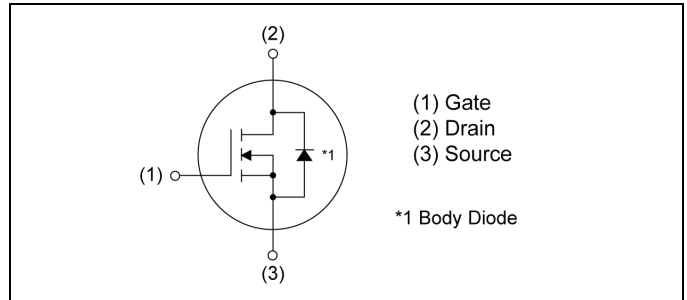 (2)
(1) Gate
(2) Drain
(3) Source
*1
(1)
*1 Body Diode
(3)